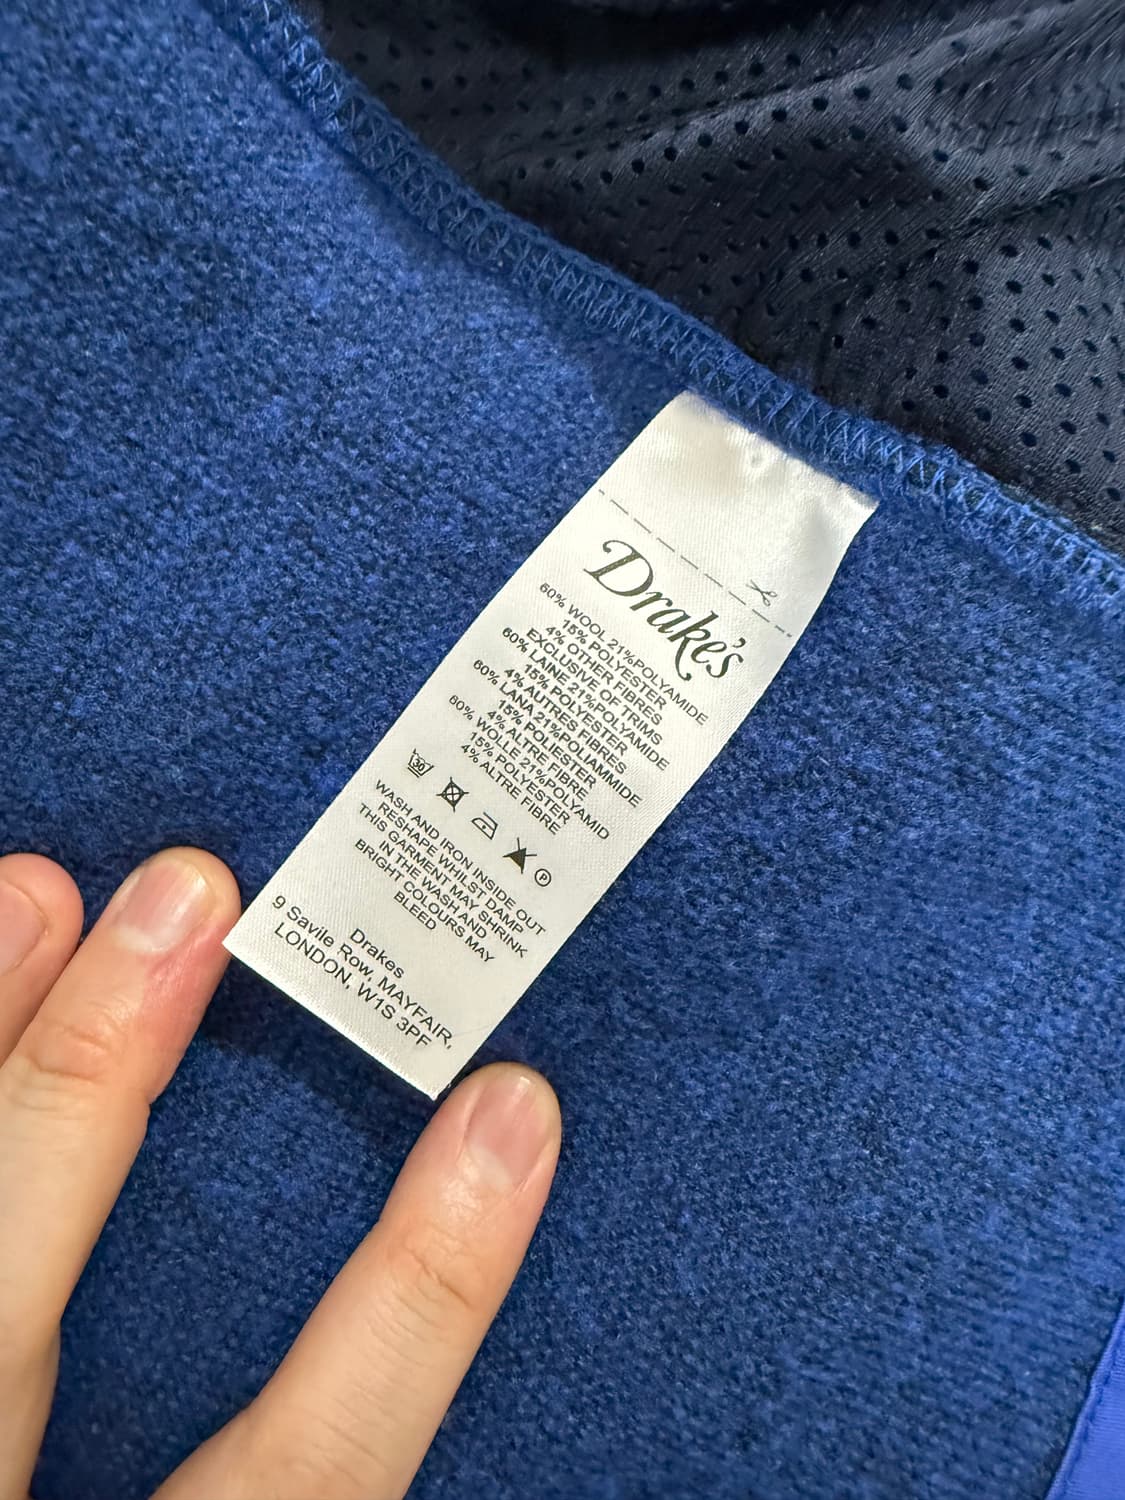 Drake's
60% WOOL 21%POLYAMIDE
15% POLYESTER
4% OTHER FIBRES
EXCLUSIVE OF TRMS
60% LAINE 21%POLYAMIDE
15% POLYESTER
4% AUTRES FIBRES
60% LANA 21%POLIAMMIDE
15% POLIESTER
4% ALTRE FIBRE
60% WOLLE 21%POLYAMID
15% POLYESTER
4% ALTRE FIBRE
30 P
WASH AND IRON INSIDE OUT
RESHAPE WHILST DAMP
THIS GARMENT MAY SHRINK
IN THE WASH AND
BRIGHT COLOURS MAY
BLEED
Drakes
9 Savile Row, MAYFAIR,
LONDON, W1S 3PF